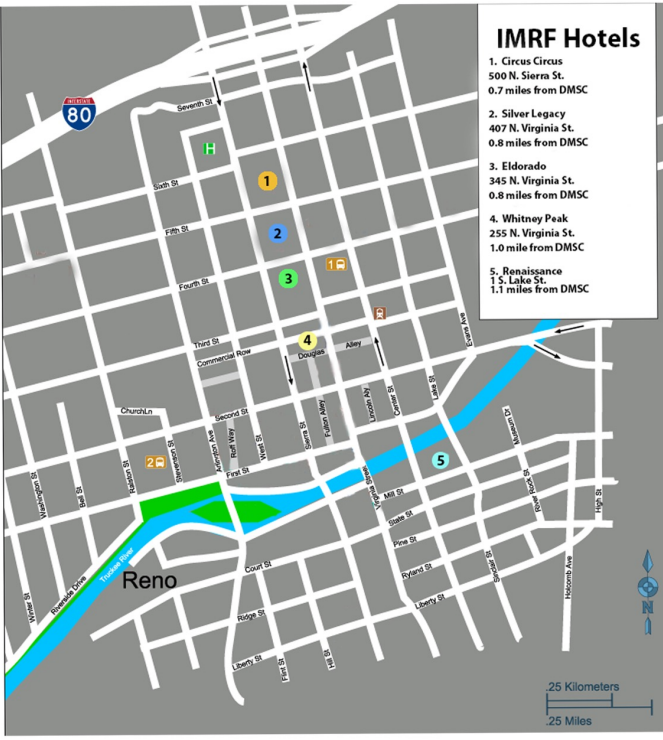 IMRF Hotels
1. Circus Circus
500 N. Sierra St.
0.7 miles from DMSC
2. Silver Legacy
407 N. Virginia St.
0.8 miles from DMSC
3. Eldorado
345 N. Virginia St.
0.8 miles from DMSC
4. Whitney Peak
255 N. Virginia St.
1.0 mile from DMSC
5. Renaissance
1 S. Lake St.
1.1 miles from DMSC
INTERSTATE
80
Seventh St
H
1
Sixth St
2
Fifth St
1
3
Fourth St
Evans Ave
Third St
4
Alley
Commercial Row
Douglas
Lake St
Center St
Lincoln Aly
ChurchLn
Second St
Fulton Alley
Sierra St
Museum Dr
West St
Roff Way
Arlington Ave
Stevenson St
2
5
Ralston St
Bell St
Washington St
First St
Virginia Street
Mill St
River Rock St
High St
State St
Pine St
Truckee River
Reno
Court St
Ryland St
Sinclair St
Holcomb Ave
Riverside Drive
Winter St
Liberty St
N
Ridge St
Liberty St
Flint St
Hill St
.25 Kilometers
.25 Miles